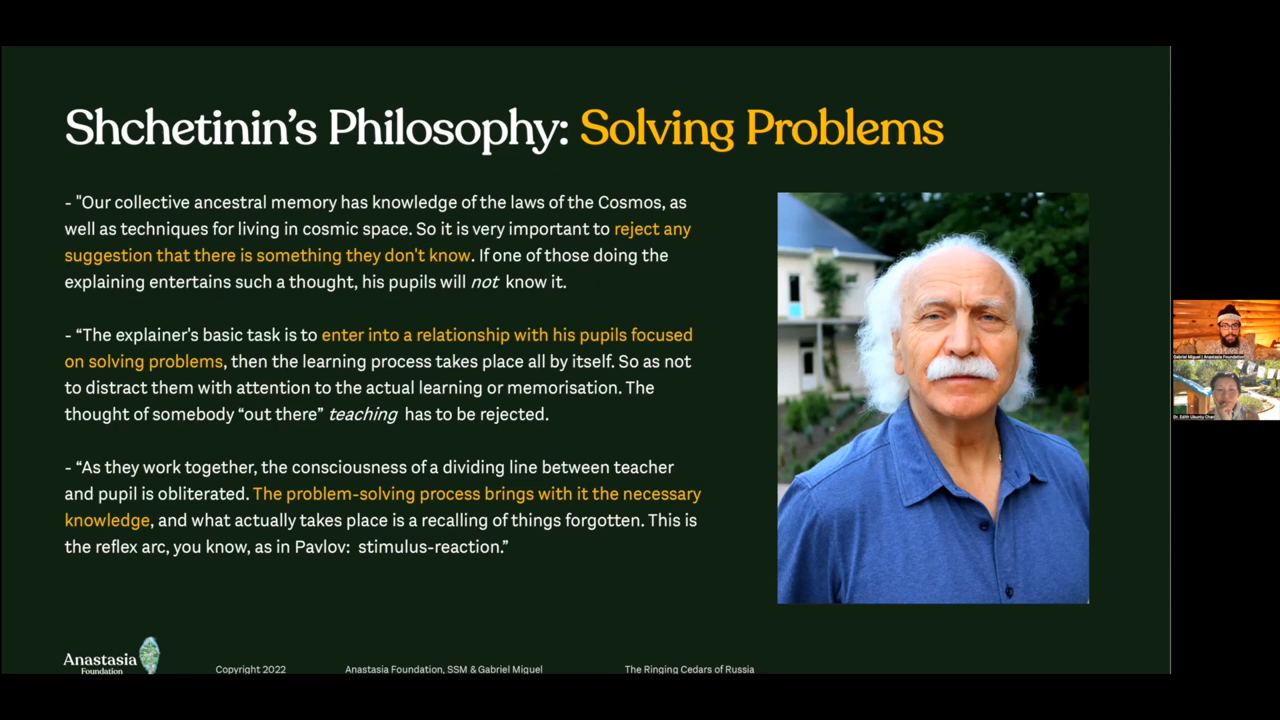 Shchetinin's Philosophy: Solving Problems
- "Our collective ancestral memory has knowledge of the laws of the Cosmos, as
well as techniques for living in cosmic space. So it is very important to reject any
suggestion that there is something they don't know. If one of those doing the
explaining entertains such a thought, his pupils will not know it.
- “The explainer's basic task is to enter into a relationship with his pupils focused
on solving problems, then the learning process takes place all by itself. So as not
to distract them with attention to the actual learning or memorisation. The
thought of somebody “out there” teaching has to be rejected.
- “As they work together, the consciousness of a dividing line between teacher
and pupil is obliterated. The problem-solving process brings with it the necessary
knowledge, and what actually takes place is a recalling of things forgotten. This is
the reflex arc, you know, as in Pavlov: stimulus-reaction.”
Gabriel Miguel | Anastasia Foundation
Dr. Edith Ubuntu Chan
Anastasia
Foundation
Copyright 2022
Anastasia Foundation, SSM & Gabriel Miguel
The Ringing Cedars of Russia